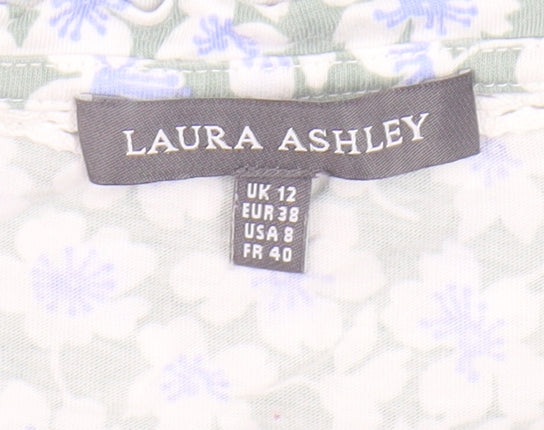 LAURA ASHLEY
UK 12
EUR 38
USA 8
FR 40